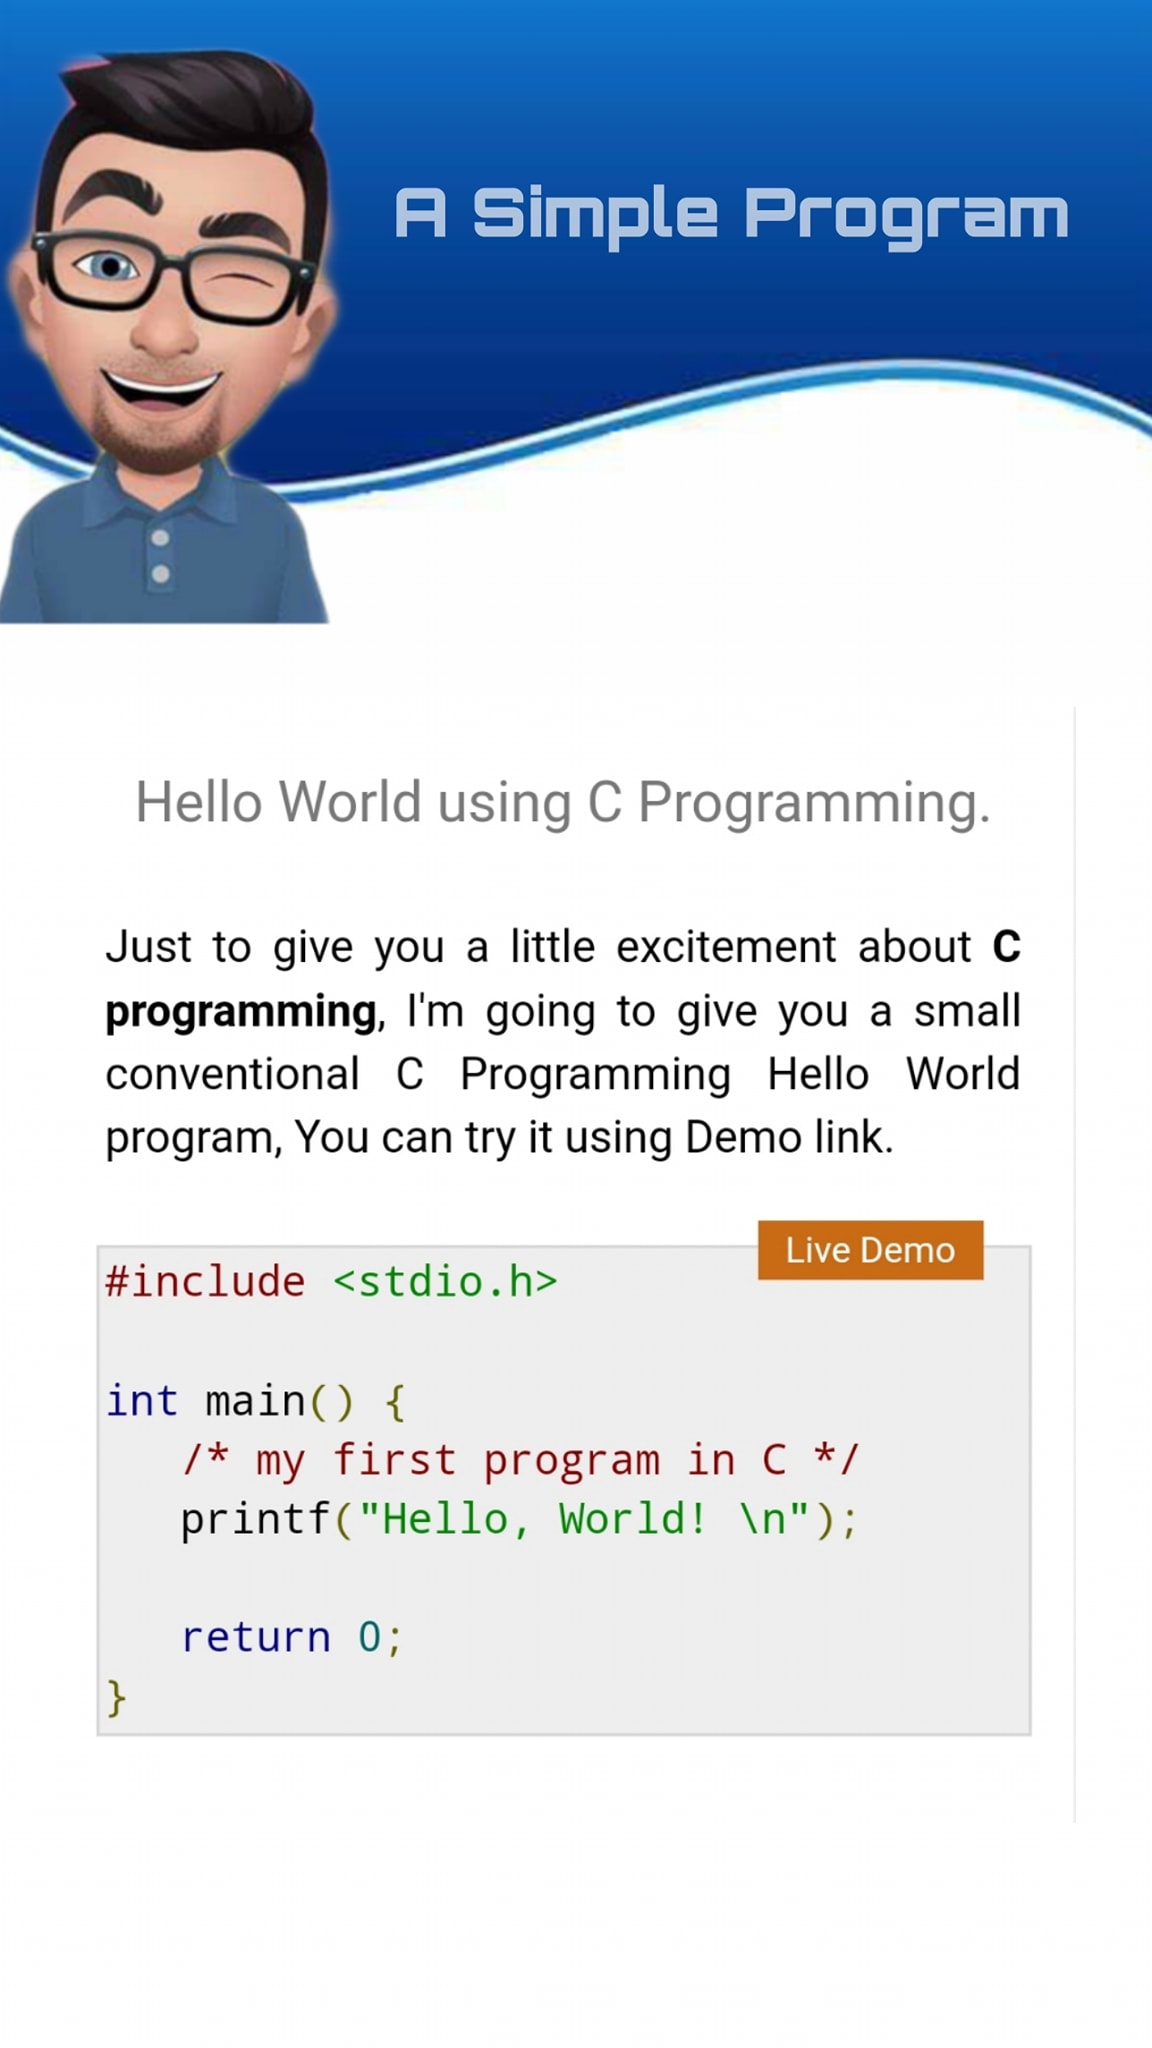 A Simple Program
Hello World using C Programming.
Just to give you a little excitement about C
programming, I'm going to give you a small
conventional C Programming Hello World
program, You can try it using Demo link.
Live Demo
#include <stdio.h>
int main() {
/* my first program in C */
printf("Hello, World! \n");
return 0;
}